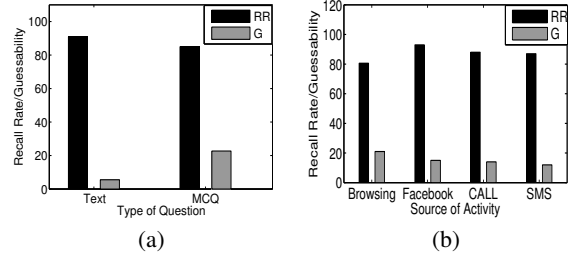 RR
G
Recall Rate/Guessability
100
80
60
40
20
0
Text
MCQ
Type of Question
(a)
RR
G
Recall Rate/Guessability
120
100
80
60
40
20
0
Browsing
Facebook
CALL
SMS
Source of Activity
(b)